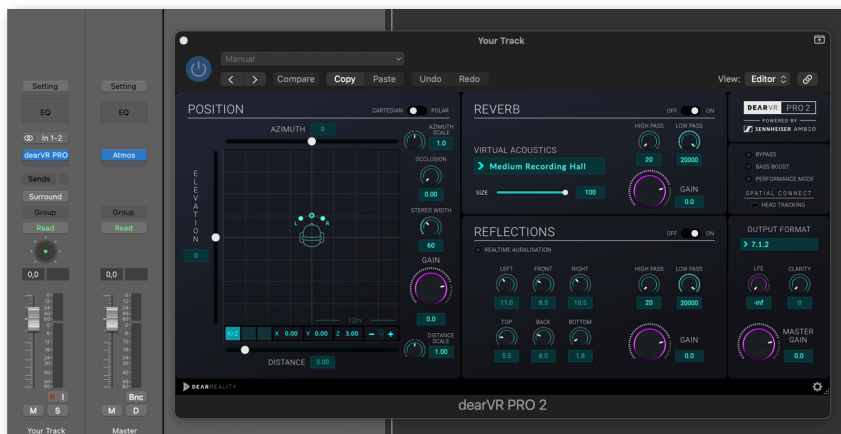 Your Track
Manual
< > Compare Copy Paste Undo Redo View: Editor
Setting Setting
EQ EQ
In 1-2
dearVR PRO Atmos
Sends
Surround
Group Group
Read Read
0,0 0,0
R I Bnc
M S M D
Your Track Master
POSITION CARTESIAN POLAR
AZIMUTH 0
AZIMUTH SCALE
1.0
OCCLUSION
0.00
ELEVATION
0
L R
STEREO WIDTH
60
GAIN
0.0
12m
X/Z X 0.00 Y 0.00 Z 3.00 - +
DISTANCE SCALE
1.00
DISTANCE 3.00
REVERB OFF ON
VIRTUAL ACOUSTICS
Medium Recording Hall
SIZE 100
HIGH PASS LOW PASS
20 20000
GAIN
0.0
REFLECTIONS OFF ON
REALTIME AURALISATION
LEFT FRONT RIGHT HIGH PASS LOW PASS
11.0 8.5 10.5 20 20000
TOP BACK BOTTOM
5.5 8.0 1.8
GAIN
0.0
DEARVR PRO 2
POWERED BY
SENNHEISER AMBEO
BYPASS
BASS BOOST
PERFORMANCE MODE
SPATIAL CONNECT
HEAD TRACKING
OUTPUT FORMAT
7.1.2
LFE CLARITY
-inf 0
MASTER GAIN
0.0
DEARREALITY
dearVR PRO 2